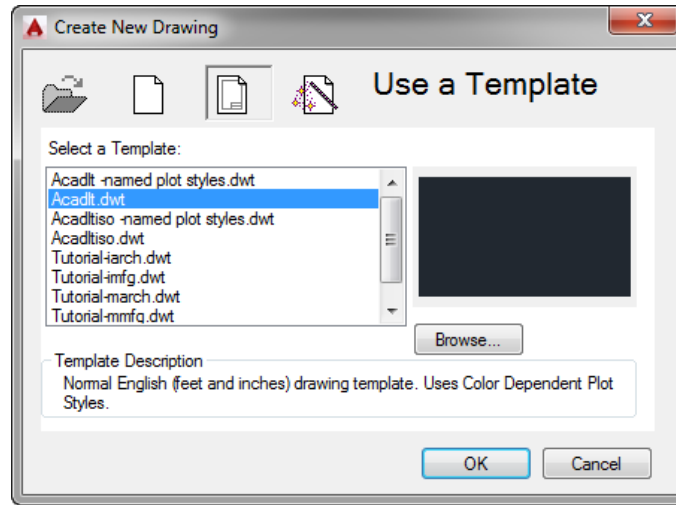 Create New Drawing
Use a Template
Select a Template:
Acadlt -named plot styles.dwt
Acadlt.dwt
Acadltiso -named plot styles.dwt
Acadltiso.dwt
Tutorial-iarch.dwt
Tutorial-imfg.dwt
Tutorial-march.dwt
Tutorial-mmfg.dwt
Browse...
Template Description
Normal English (feet and inches) drawing template. Uses Color Dependent Plot
Styles.
OK
Cancel